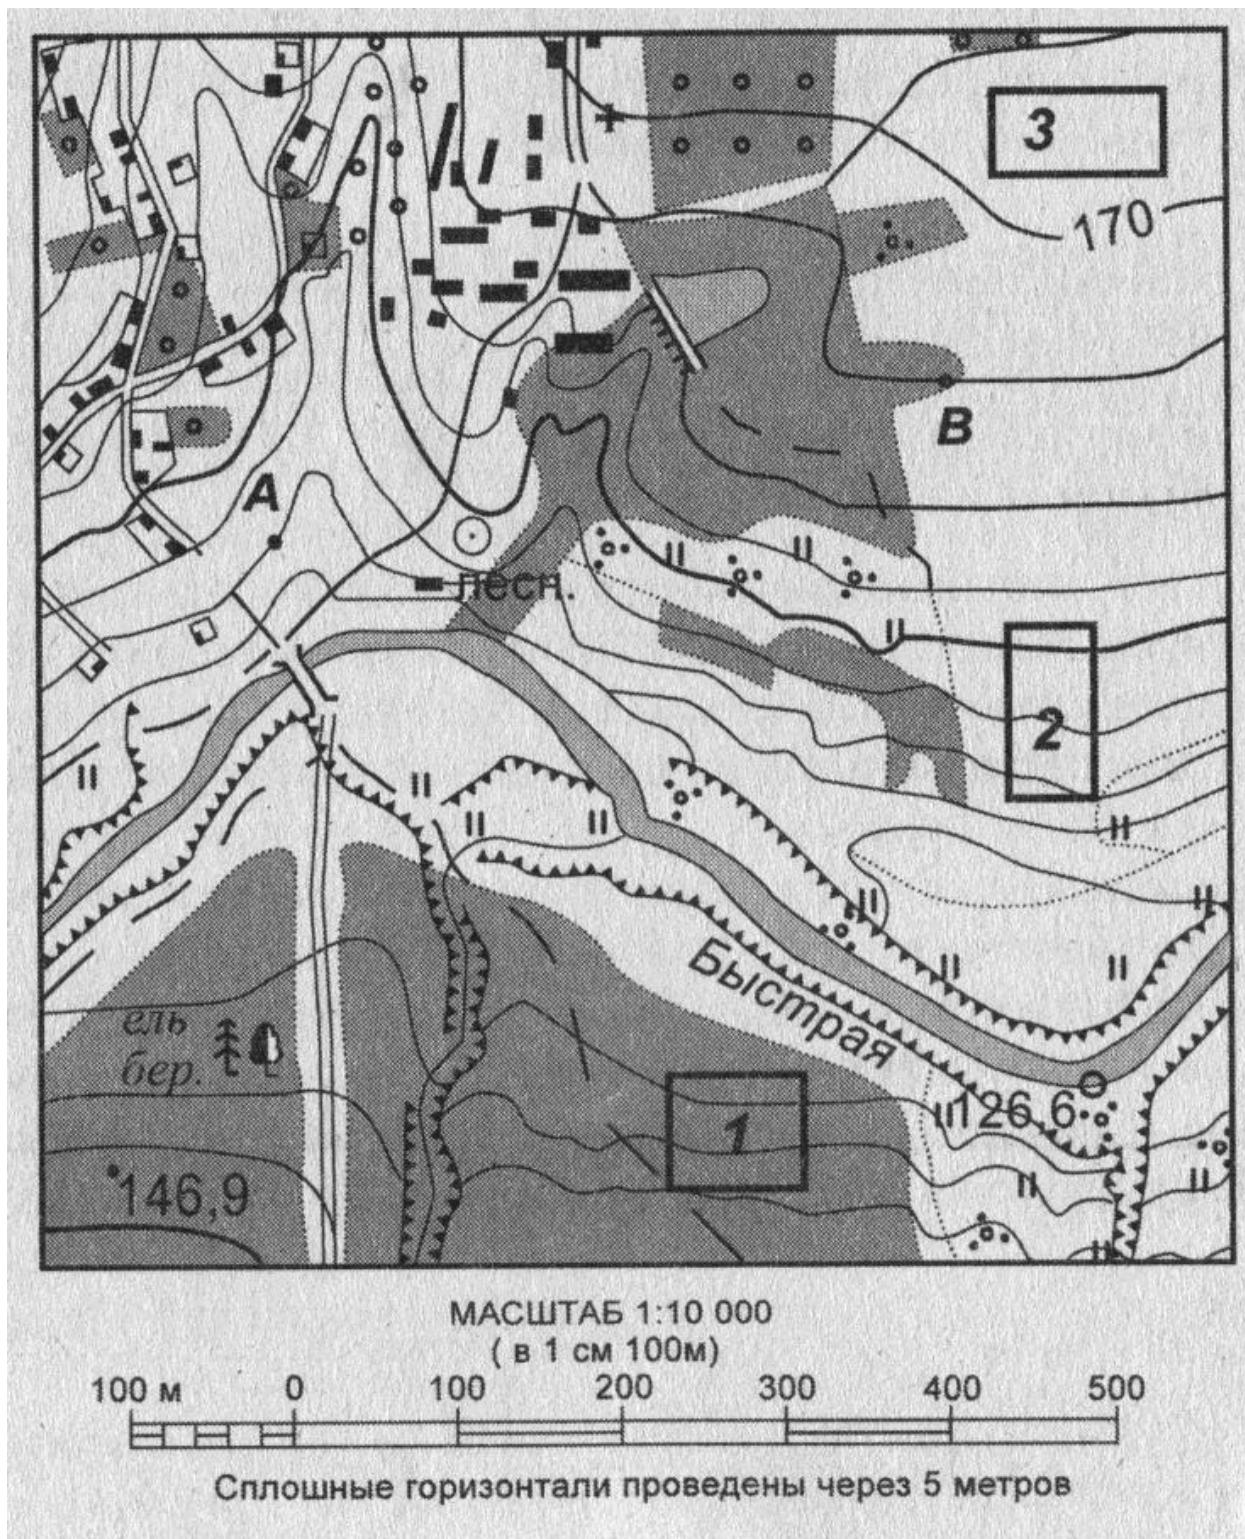 3
170
B
A
песн.
2
Быстрая
ель
бер.
126,6
1
146,9
МАСШТАБ 1:10 000
( в 1 см 100м)
100 м 0 100 200 300 400 500
Сплошные горизонтали проведены через 5 метров